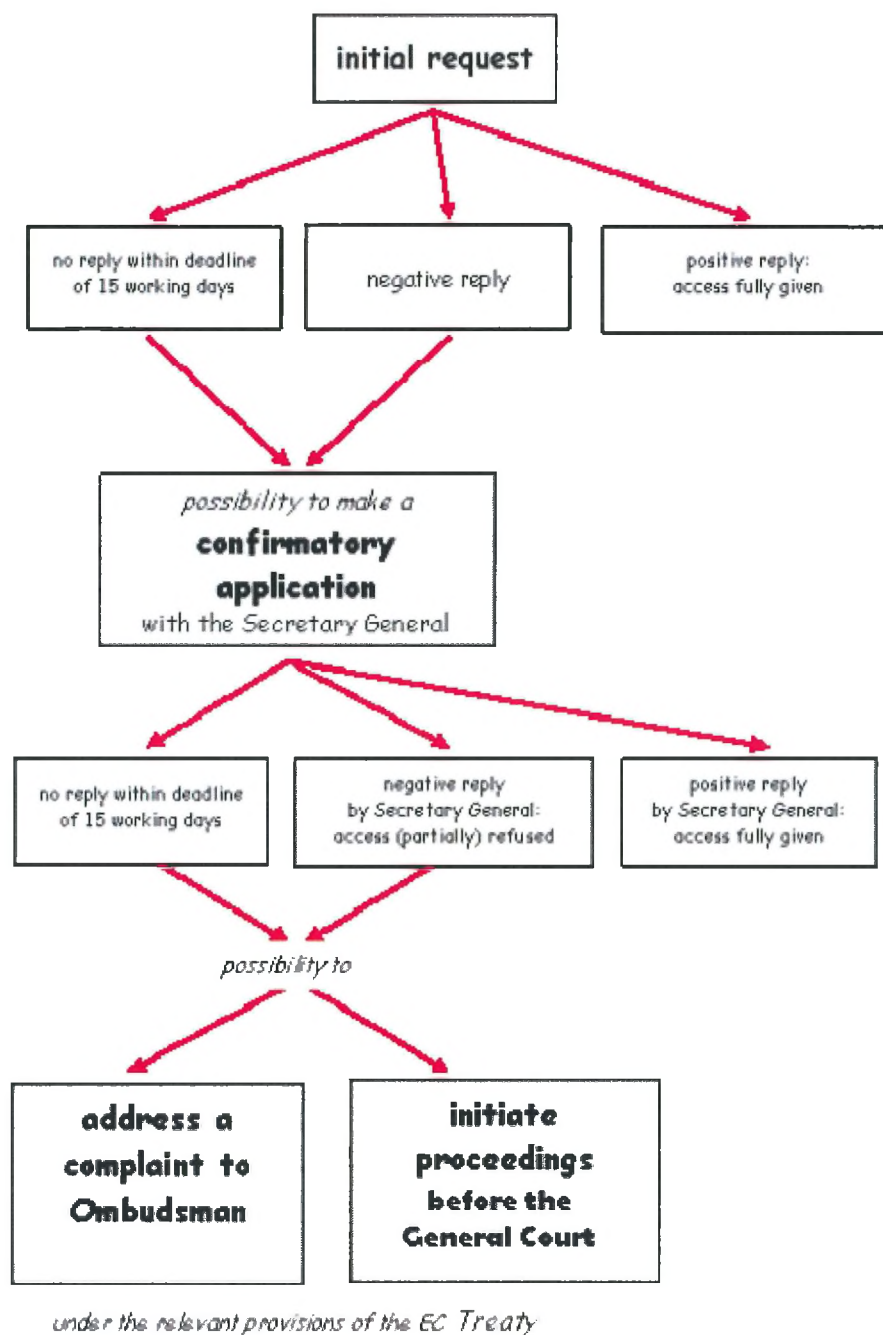 initial request
no reply within deadline
of 15 working days
negative reply
positive reply:
access fully given
possibility to make a
confirmatory
application
with the Secretary General
no reply within deadline
of 15 working days
negative reply
by Secretary General:
access (partially) refused
positive reply
by Secretary General:
access fully given
possibility to
address a
complaint to
Ombudsman
initiate
proceedings
before the
General Court
under the relevant provisions of the EC Treaty